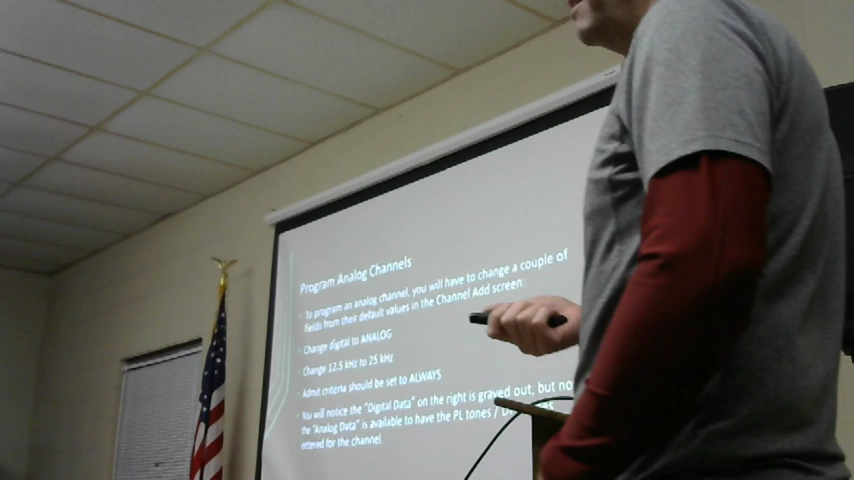 Program Analog Channels
To program an analog channel, you will have to change a couple of
fields from their default values in the Channel Add screen:
Change digital to ANALOG
Change 12.5 kHz to 25 kHz
Admit criteria should be set to ALWAYS
You will notice the "Digital Data" on the right is grayed out, but
the "Analog Data" is available to have the PL tones /
entered for the channel.